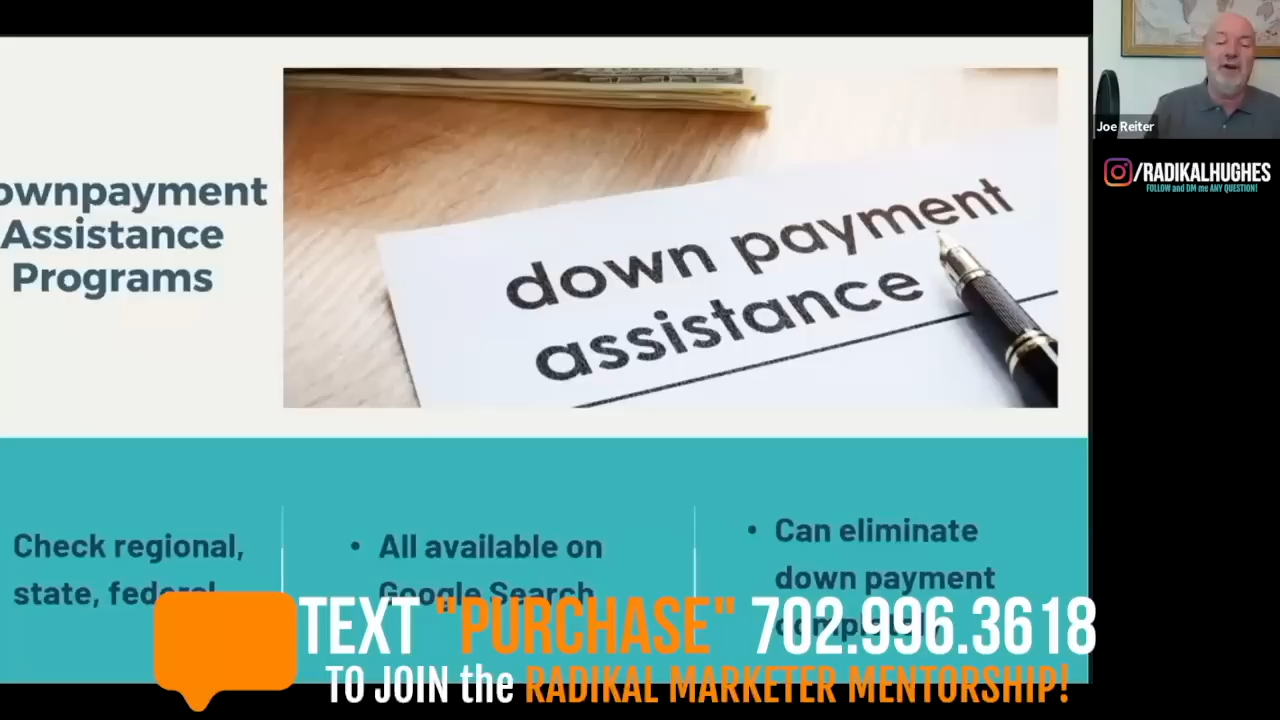 ownpayment
Assistance
Programs
down payment
assistance
Joe Reiter
/RADIKALHUGHES
FOLLOW and DM me ANY QUESTION!
Check regional,
state, federal
• All available on
Google Search
• Can eliminate
down payment
TEXT "PURCHASE" 702.996.3618
TO JOIN the RADIKAL MARKETER MENTORSHIP!